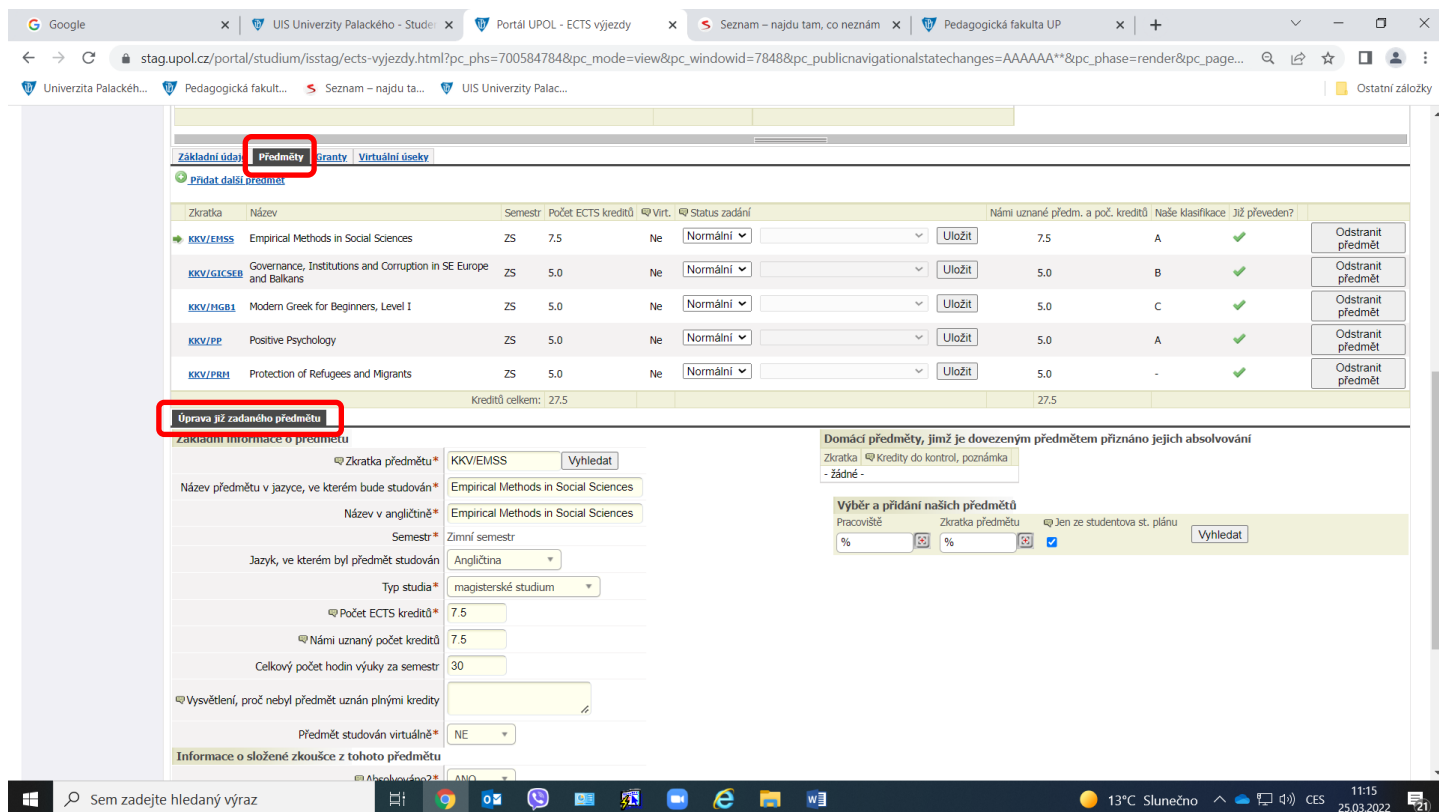 Google
UIS Univerzity Palackého - Studen
Portál UPOL - ECTS výjezdy
Seznam – najdu tam, co neznám
Pedagogická fakulta UP
stag.upol.cz/portal/studium/isstag/ects-vyjezdy.html?pc_phs=700584784&pc_mode=view&pc_windowid=7848&pc_publicnavigationalstatechanges=AAAAAA**&pc_phase=render&pc_page...
Univerzita Palackéh... Pedagogická fakult... Seznam – najdu ta... UIS Univerzity Palac... Ostatní záložky
Základní údaj Předměty Granty Virtuální úseky
Přidat další předmět
Zkratka Název Semestr Počet ECTS kreditů Virt. Status zadání Námi uznané předm. a poč. kreditů Naše klasifikace Již převeden?
KKV/EMSS Empirical Methods in Social Sciences ZS 7.5 Ne Normální Uložit 7.5 A Odstranit předmět
KKV/GICSEB Governance, Institutions and Corruption in SE Europe and Balkans ZS 5.0 Ne Normální Uložit 5.0 B Odstranit předmět
KKV/MGB1 Modern Greek for Beginners, Level I ZS 5.0 Ne Normální Uložit 5.0 C Odstranit předmět
KKV/PP Positive Psychology ZS 5.0 Ne Normální Uložit 5.0 A Odstranit předmět
KKV/PRM Protection of Refugees and Migrants ZS 5.0 Ne Normální Uložit 5.0 - Odstranit předmět
Kreditů celkem: 27.5 27.5
Úprava již zadaného předmětu
Základní informace o předmětu
Zkratka předmětu* KKV/EMSS Vyhledat
Název předmětu v jazyce, ve kterém bude studován* Empirical Methods in Social Sciences
Název v angličtině* Empirical Methods in Social Sciences
Semestr* Zimní semestr
Jazyk, ve kterém byl předmět studován Angličtina
Typ studia* magisterské studium
Počet ECTS kreditů* 7.5
Námi uznaný počet kreditů 7.5
Celkový počet hodin výuky za semestr 30
Vysvětlení, proč nebyl předmět uznán plnými kredity
Předmět studován virtuálně* NE
Informace o složené zkoušce z tohoto předmětu
Absolvováno?* ANO
Domácí předměty, jimž je dovezeným předmětem přiznáno jejich absolvování
Zkratka Kredity do kontrol, poznámka
- žádné -
Výběr a přidání našich předmětů
Pracoviště Zkratka předmětu Jen ze studentova st. plánu
% % Vyhledat
Sem zadejte hledaný výraz
13°C Slunečno CES 11:15
25.03.2022 21